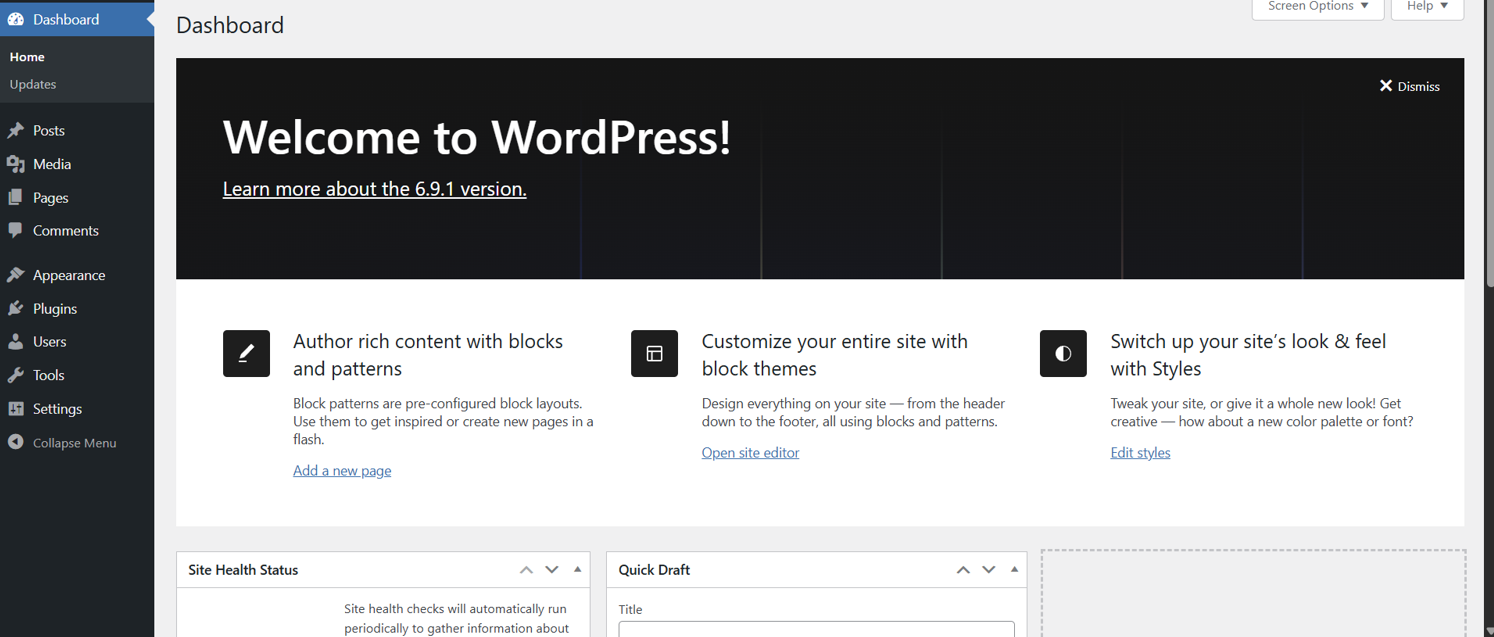 Dashboard
Home
Updates
Posts
Media
Pages
Comments
Appearance
Plugins
Users
Tools
Settings
Collapse Menu
Screen Options
Help
Dashboard
Dismiss
Welcome to WordPress!
Learn more about the 6.9.1 version.
Author rich content with blocks
and patterns
Block patterns are pre-configured block layouts.
Use them to get inspired or create new pages in a
flash.
Add a new page
Customize your entire site with
block themes
Design everything on your site — from the header
down to the footer, all using blocks and patterns.
Open site editor
Switch up your site’s look & feel
with Styles
Tweak your site, or give it a whole new look! Get
creative — how about a new color palette or font?
Edit styles
Site Health Status
Site health checks will automatically run
periodically to gather information about
Quick Draft
Title